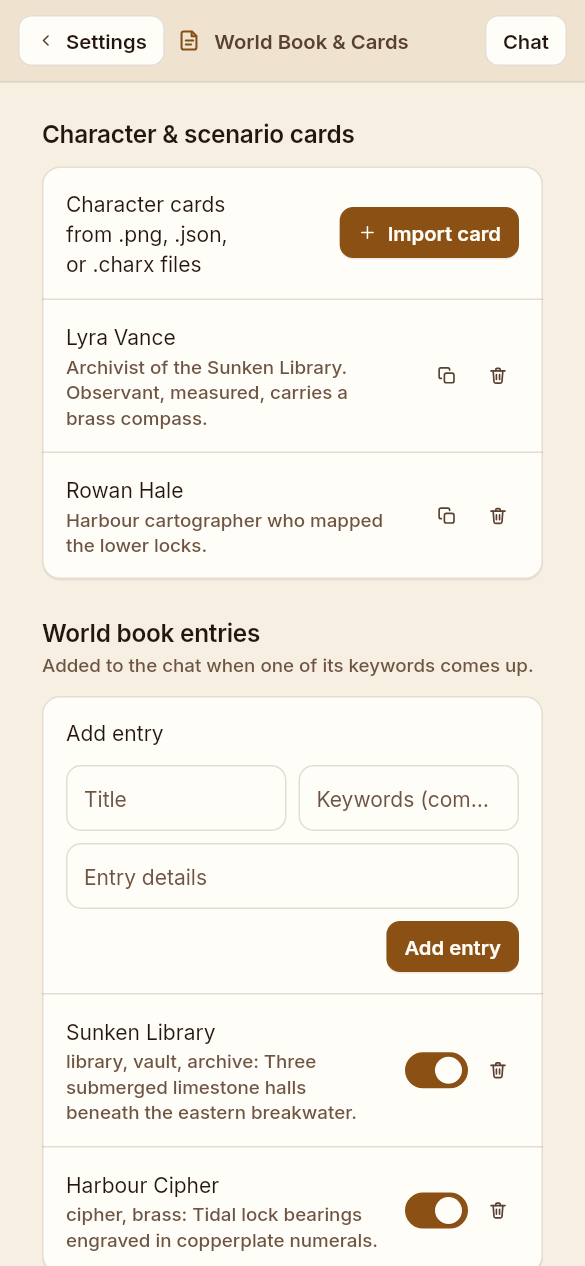 Settings
World Book & Cards
Chat
Character & scenario cards
Character cards
from .png, .json,
or .charx files
Import card
Lyra Vance
Archivist of the Sunken Library.
Observant, measured, carries a
brass compass.
Rowan Hale
Harbour cartographer who mapped
the lower locks.
World book entries
Added to the chat when one of its keywords comes up.
Add entry
Title
Keywords (com...
Entry details
Add entry
Sunken Library
library, vault, archive: Three
submerged limestone halls
beneath the eastern breakwater.
Harbour Cipher
cipher, brass: Tidal lock bearings
engraved in copperplate numerals.